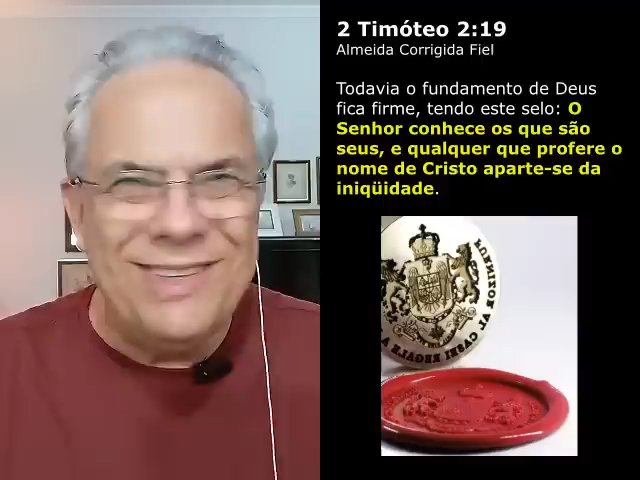 2 Timóteo 2:19
Almeida Corrigida Fiel
Todavia o fundamento de Deus
fica firme, tendo este selo: O
Senhor conhece os que são
seus, e qualquer que profere o
nome de Cristo aparte-se da
iniqüidade.